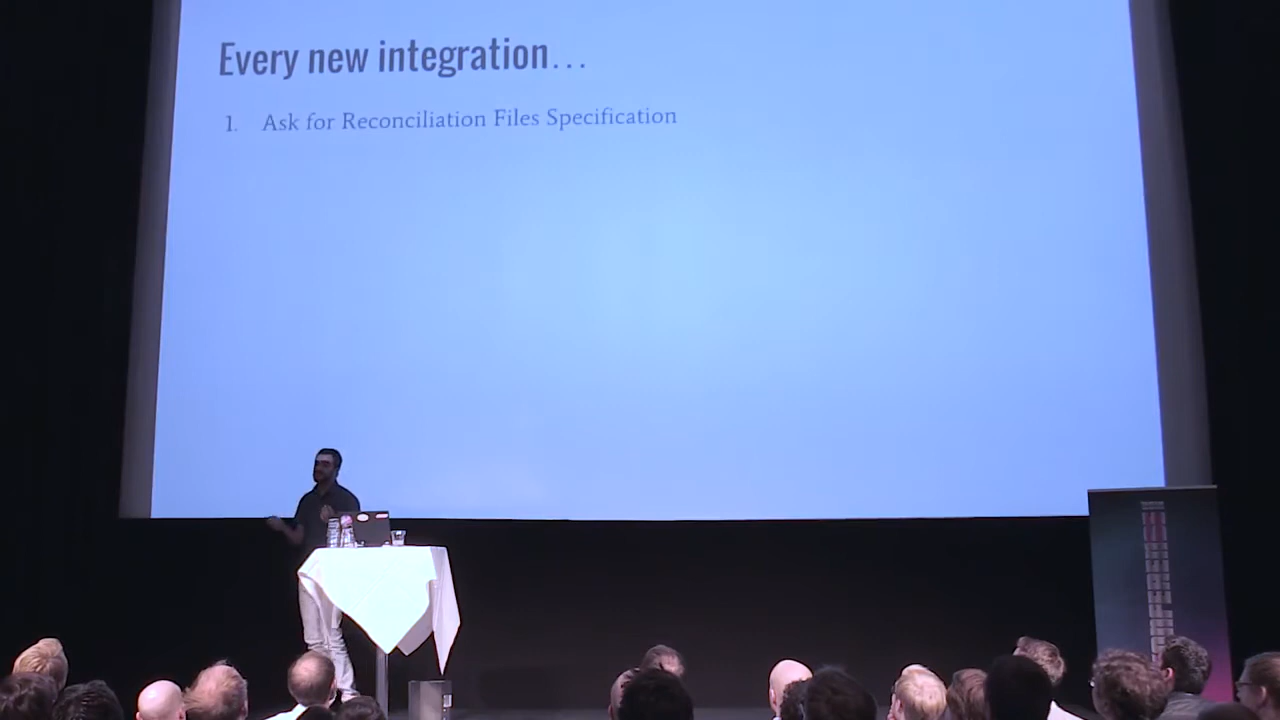 Every new integration...
1. Ask for Reconciliation Files Specification